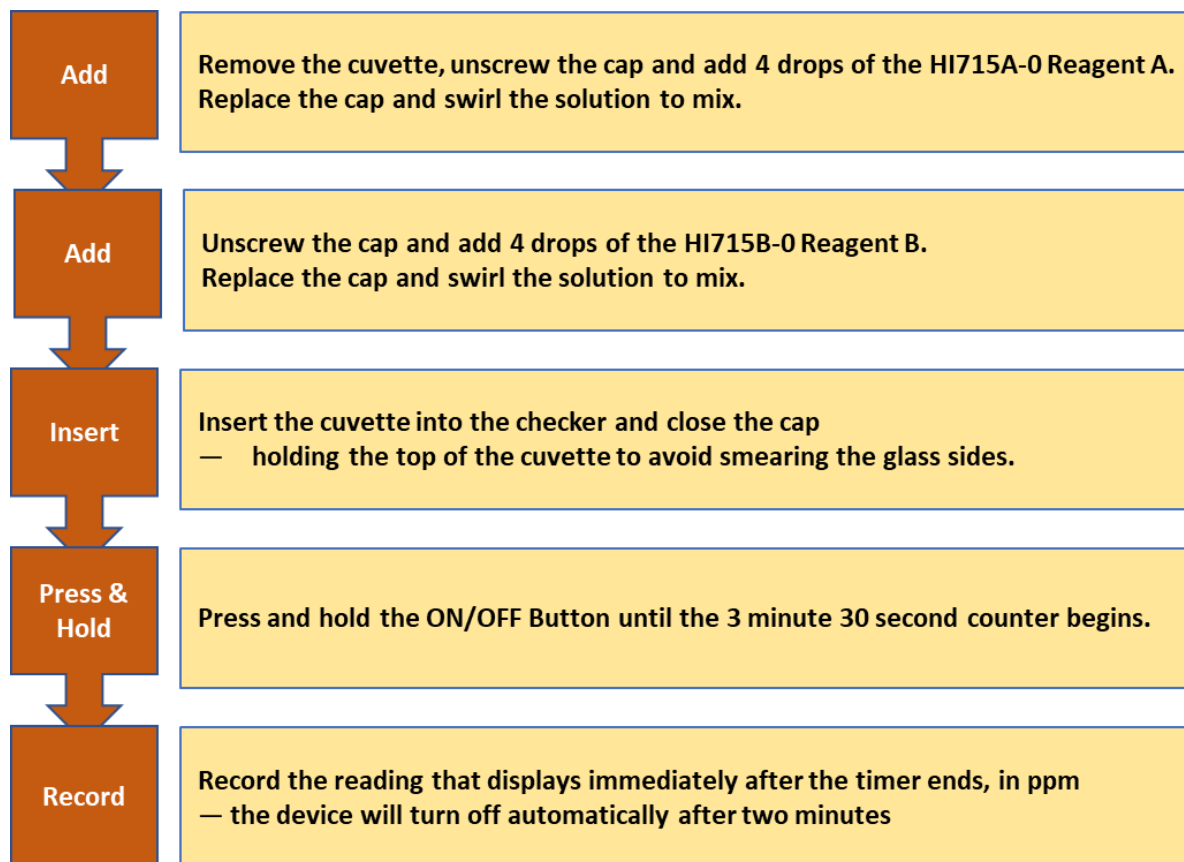 Add
Remove the cuvette, unscrew the cap and add 4 drops of the HI715A-0 Reagent A.
Replace the cap and swirl the solution to mix.
Add
Unscrew the cap and add 4 drops of the HI715B-0 Reagent B.
Replace the cap and swirl the solution to mix.
Insert
Insert the cuvette into the checker and close the cap
— holding the top of the cuvette to avoid smearing the glass sides.
Press &
Hold
Press and hold the ON/OFF Button until the 3 minute 30 second counter begins.
Record
Record the reading that displays immediately after the timer ends, in ppm
— the device will turn off automatically after two minutes